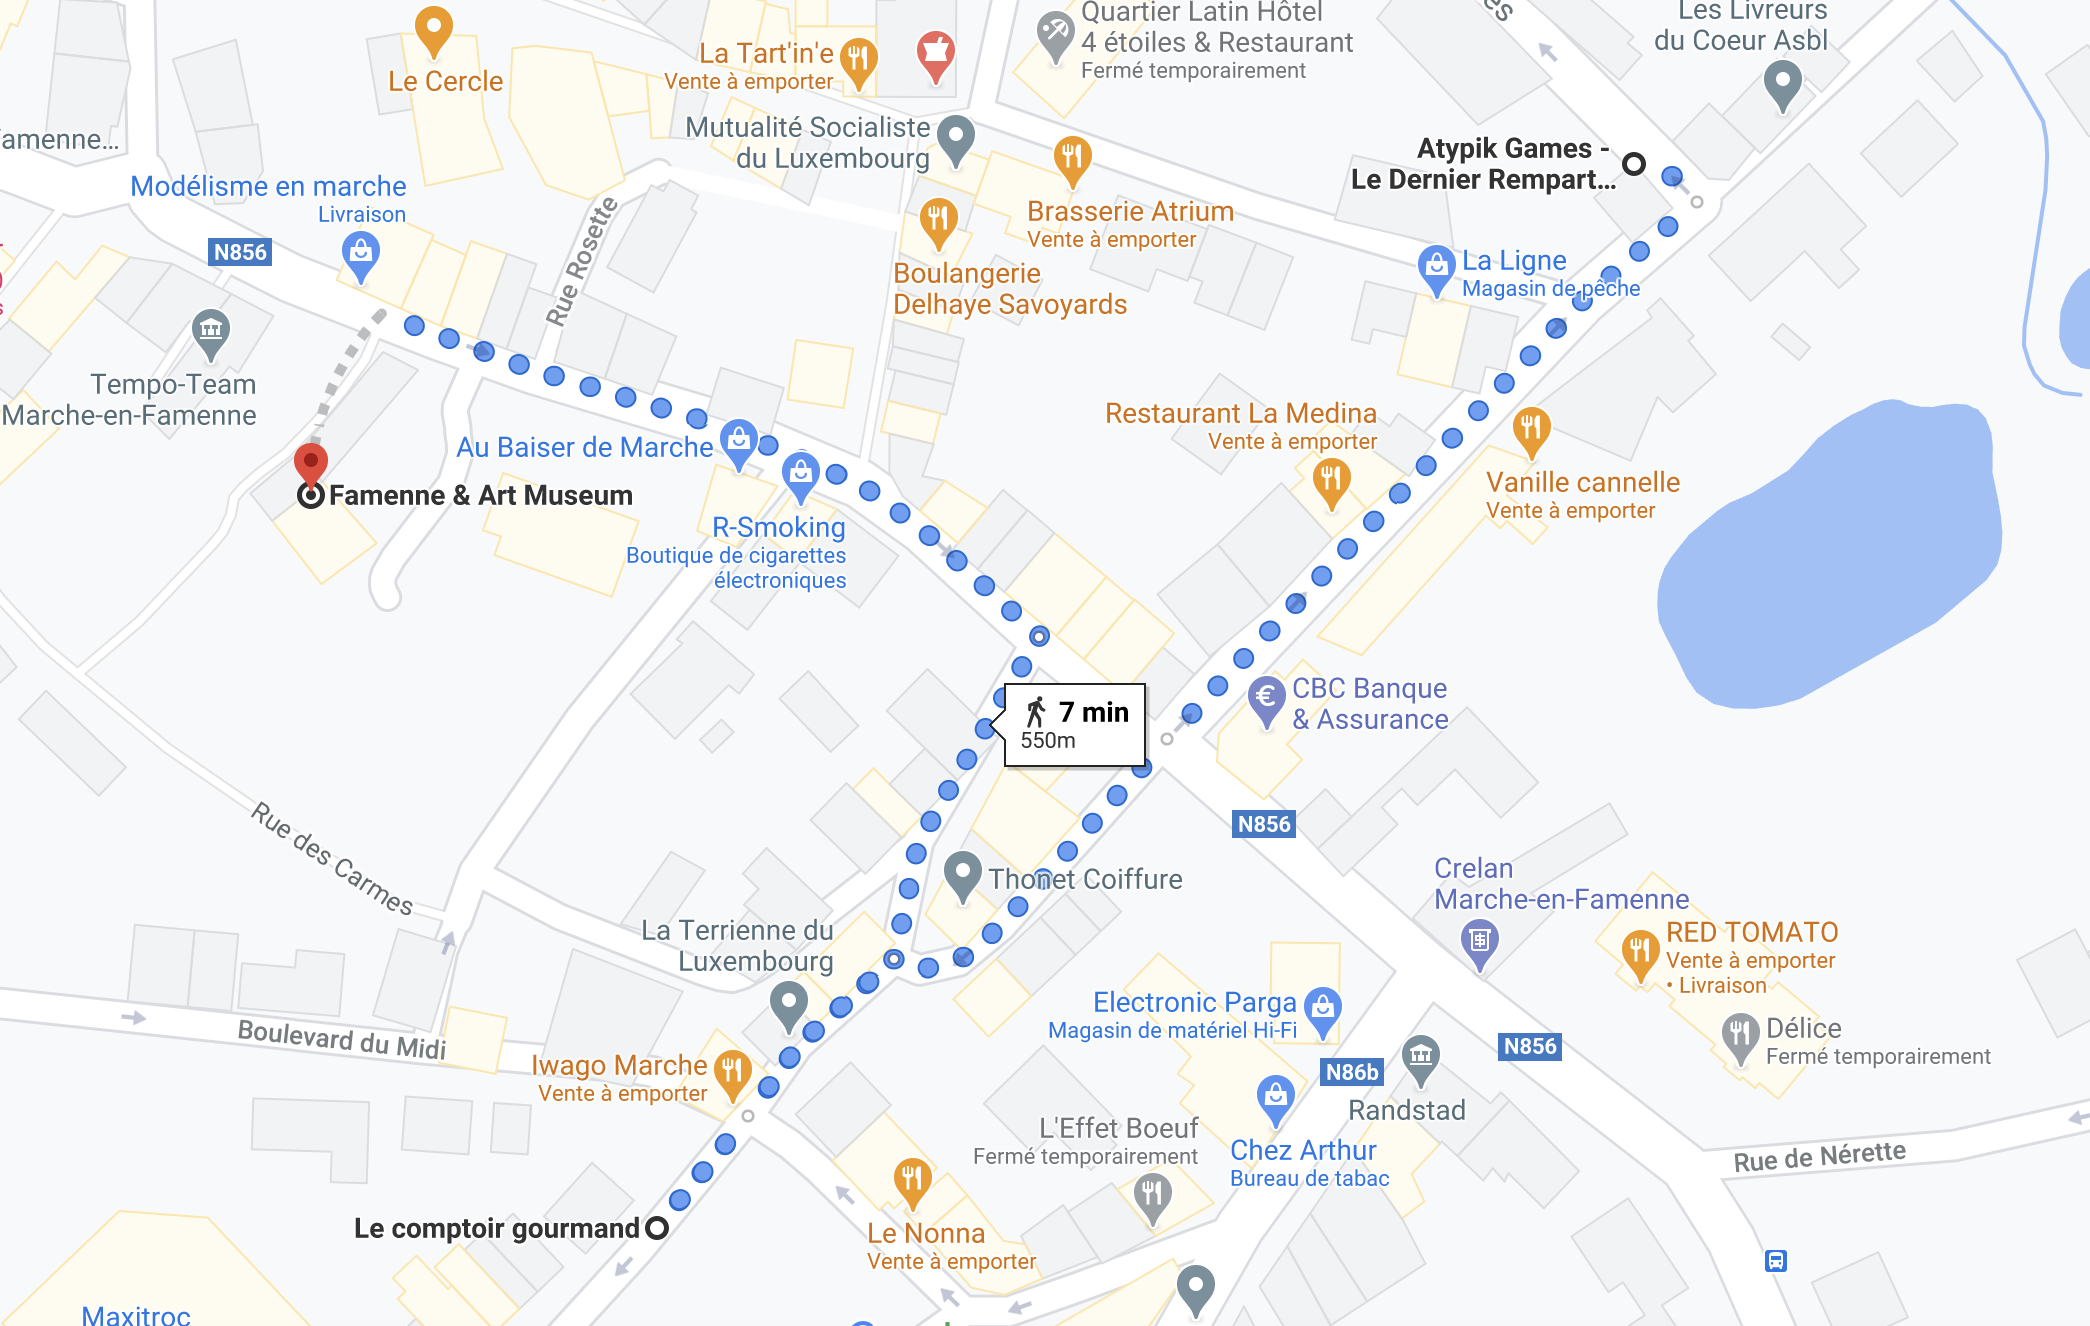 Quartier Latin Hôtel
4 étoiles & Restaurant
Fermé temporairement
Les Livreurs
du Coeur Asbl
La Tart'in'e
Vente à emporter
Le Cercle
Mutualité Socialiste
du Luxembourg
amenne...
Atypik Games -
Le Dernier Rempart...
Modélisme en marche
Livraison
N856
Rue Rosette
Brasserie Atrium
Vente à emporter
Boulangerie
Delhaye Savoyards
La Ligne
Magasin de pêche
Tempo-Team
Marche-en-Famenne
Au Baiser de Marche
Restaurant La Medina
Vente à emporter
Famenne & Art Museum
Vanille cannelle
Vente à emporter
R-Smoking
Boutique de cigarettes
électroniques
7 min
550m
CBC Banque
& Assurance
N856
Rue des Carmes
Thonet Coiffure
Crelan
Marche-en-Famenne
La Terrienne du
Luxembourg
RED TOMATO
Vente à emporter
• Livraison
Electronic Parga
Magasin de matériel Hi-Fi
Boulevard du Midi
N856
Délice
Fermé temporairement
Iwago Marche
Vente à emporter
N86b
Randstad
L'Effet Boeuf
Fermé temporairement
Chez Arthur
Bureau de tabac
Rue de Nérette
Le comptoir gourmand
Le Nonna
Vente à emporter
Maxitroc